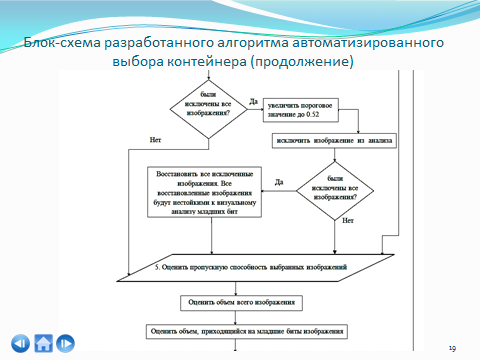 Блок-схема разработанного алгоритма автоматизированного
выбора контейнера (продолжение)
были
исключены все
изображения?
Да
увеличить пороговое
значение до 0.52
Нет
исключить изображение из анализа
Восстановить все исключенные
изображения. Все
восстановленные изображения
будут нестойкими к визуальному
анализу младших бит
Да
были
исключены все
изображения?
Нет
5. Оценить пропускную способность выбранных изображений
Оценить объем всего изображения
Оценить объем, приходящийся на младшие биты изображения
19